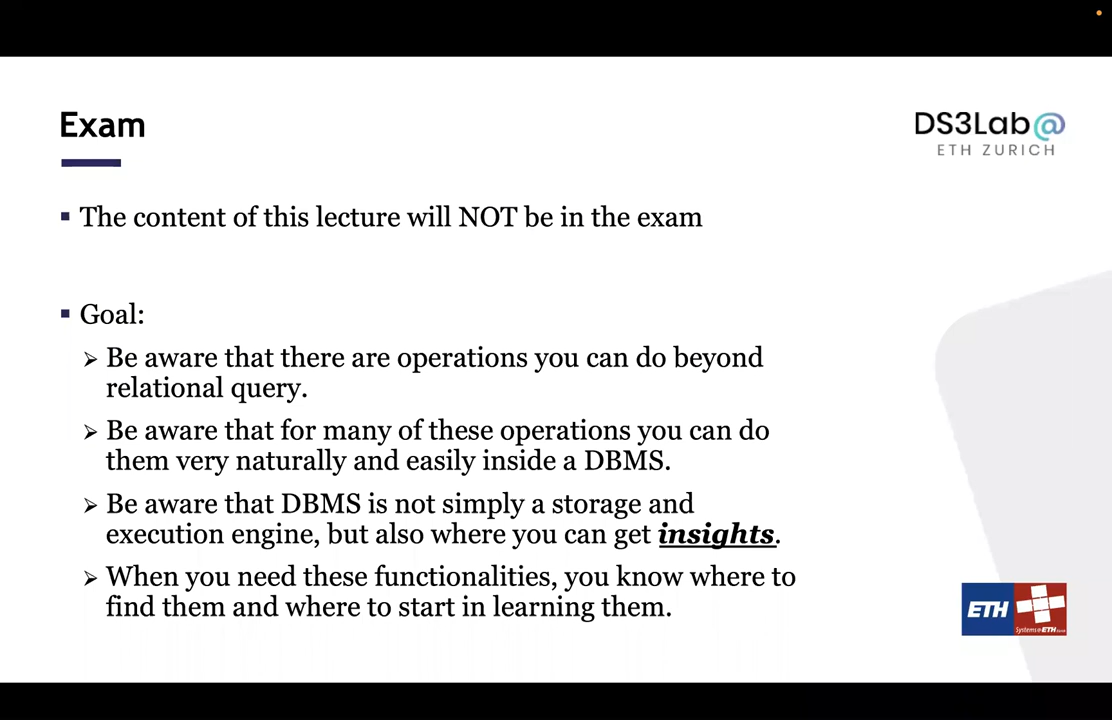 Exam
DS3Lab@
ETH ZURICH
The content of this lecture will NOT be in the exam
Goal:
Be aware that there are operations you can do beyond
relational query.
Be aware that for many of these operations you can do
them very naturally and easily inside a DBMS.
Be aware that DBMS is not simply a storage and
execution engine, but also where you can get insights.
When you need these functionalities, you know where to
find them and where to start in learning them.
ETH
Systems@ETH